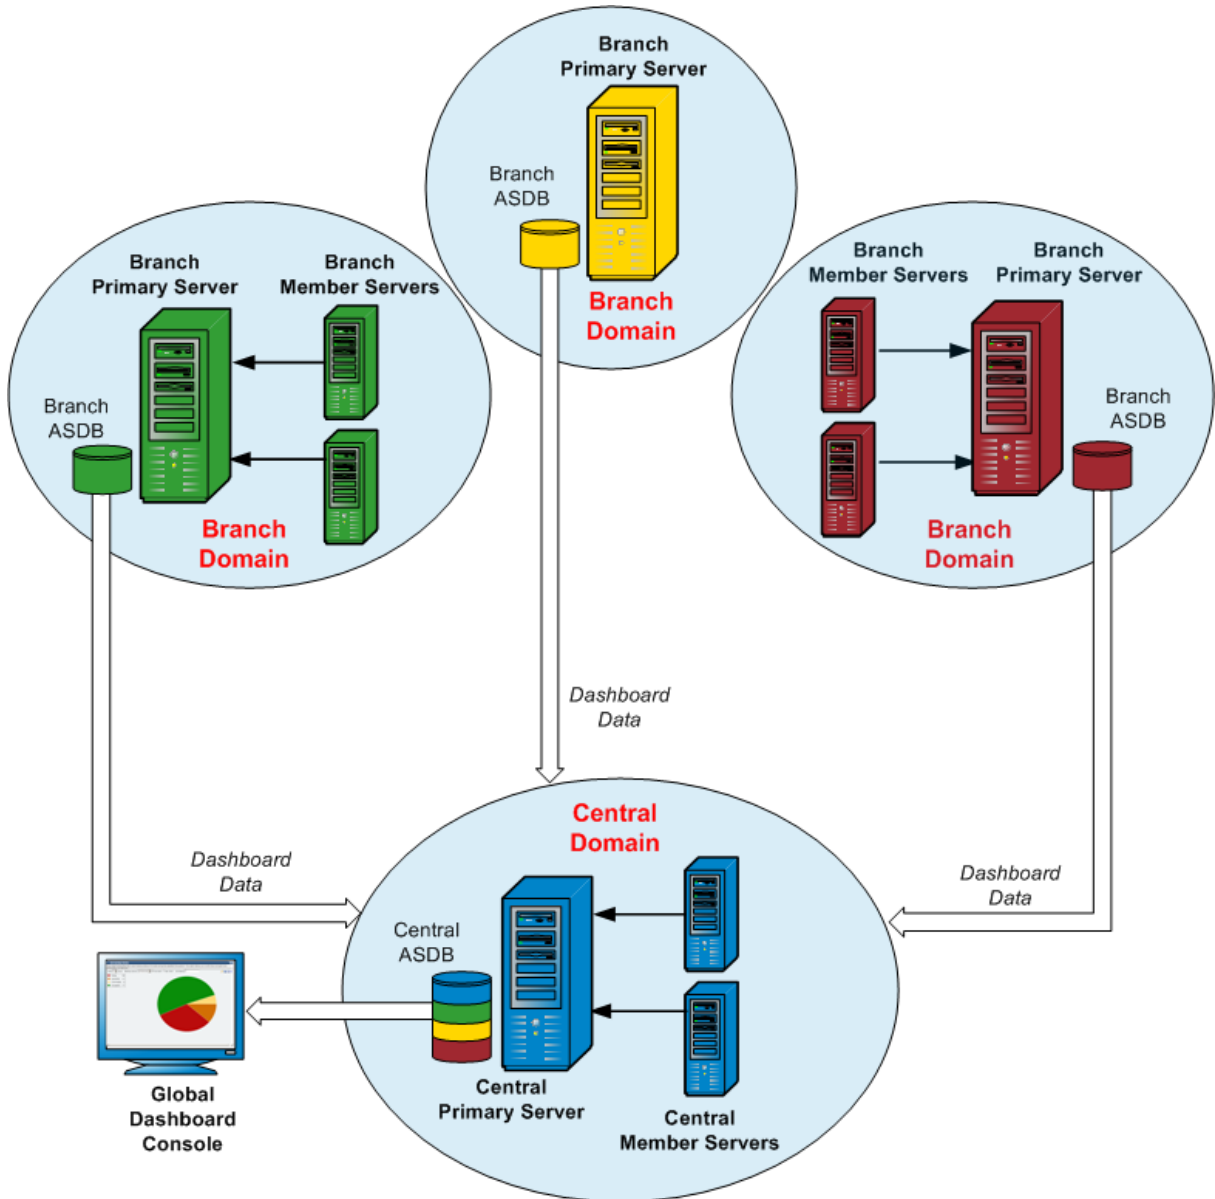 Branch
Primary Server
Branch
ASDB
Branch
Domain
Branch
Primary Server
Branch
Member Servers
Branch
ASDB
Branch
Domain
Branch
Member Servers
Branch
Primary Server
Branch
ASDB
Branch
Domain
Dashboard
Data
Dashboard
Data
Dashboard
Data
Central
Domain
Central
ASDB
Central
Primary Server
Central
Member Servers
Global
Dashboard
Console